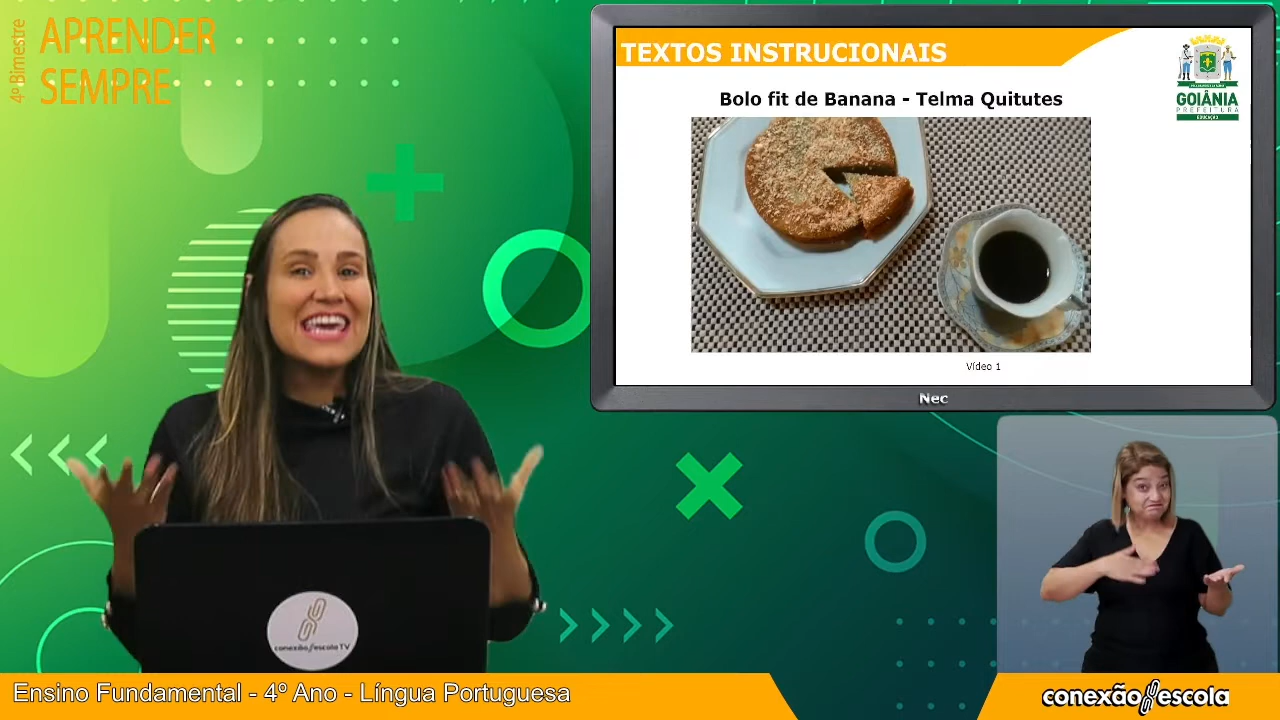 4º Bimestre
APRENDER
SEMPRE
TEXTOS INSTRUCIONAIS
GOIÂNIA
PREFEITURA
EDUCAÇÃO
Bolo fit de Banana - Telma Quitutes
Vídeo 1
Nec
conexão escola TV
Ensino Fundamental - 4º Ano - Língua Portuguesa
conexão escola